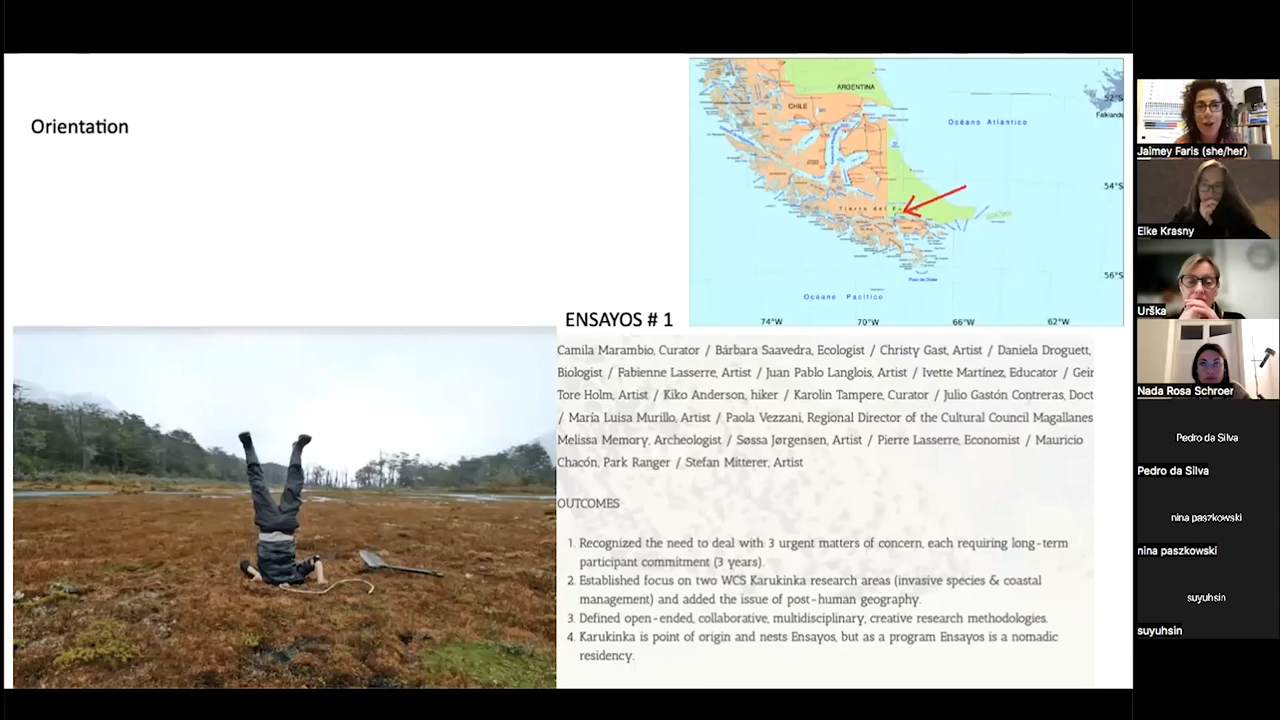 Orientation
ARGENTINA
CHILE
Océano Atlántico
52°S
Falkland
54°S
Tierra del Fu
56°S
Océano Pacífico
74°W 70°W 66°W 62°W
ENSAYOS # 1
Camila Marambio, Curator / Bárbara Saavedra, Ecologist / Christy Gast, Artist / Daniela Droguett,
Biologist / Fabienne Lasserre, Artist / Juan Pablo Langlois, Artist / Ivette Martínez, Educator / Geir
Tore Holm, Artist / Kiko Anderson, hiker / Karolin Tampere, Curator / Julio Gastón Contreras, Doct
/ María Luisa Murillo, Artist / Paola Vezzani, Regional Director of the Cultural Council Magallanes
Melissa Memory, Archeologist / Søssa Jørgensen, Artist / Pierre Lasserre, Economist / Mauricio
Chacón, Park Ranger / Stefan Mitterer, Artist
OUTCOMES
1. Recognized the need to deal with 3 urgent matters of concern, each requiring long-term
participant commitment (3 years).
2. Established focus on two WCS Karukinka research areas (invasive species & coastal
management) and added the issue of post-human geography.
3. Defined open-ended, collaborative, multidisciplinary, creative research methodologies.
4. Karukinka is point of origin and nests Ensayos, but as a program Ensayos is a nomadic
residency.
Jaimey Faris (she/her)
Elke Krasny
Urška
Nada Rosa Schroer
Pedro da Silva
Pedro da Silva
nina paszkowski
nina paszkowski
suyuhsin
suyuhsin